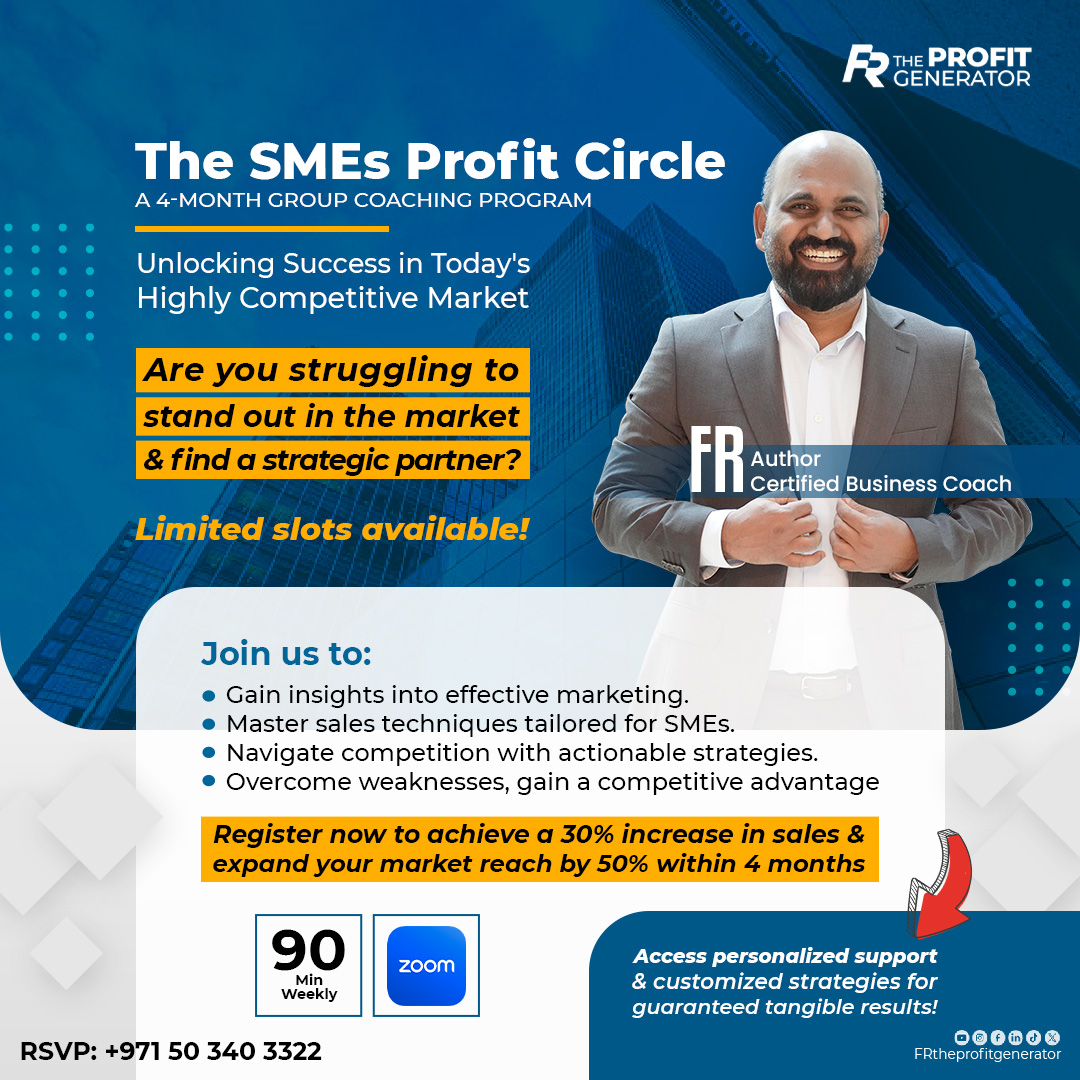 FR THE PROFIT
GENERATOR
The SMEs Profit Circle
A 4-MONTH GROUP COACHING PROGRAM
Unlocking Success in Today's
Highly Competitive Market
Are you struggling to
stand out in the market
& find a strategic partner?
Limited slots available!
FR
Author
Certified Business Coach
Join us to:
Gain insights into effective marketing.
Master sales techniques tailored for SMEs.
Navigate competition with actionable strategies.
Overcome weaknesses, gain a competitive advantage
Register now to achieve a 30% increase in sales &
expand your market reach by 50% within 4 months
90
Min
Weekly
zoom
Access personalized support
& customized strategies for
guaranteed tangible results!
RSVP: +971 50 340 3322
FRtheprofitgenerator